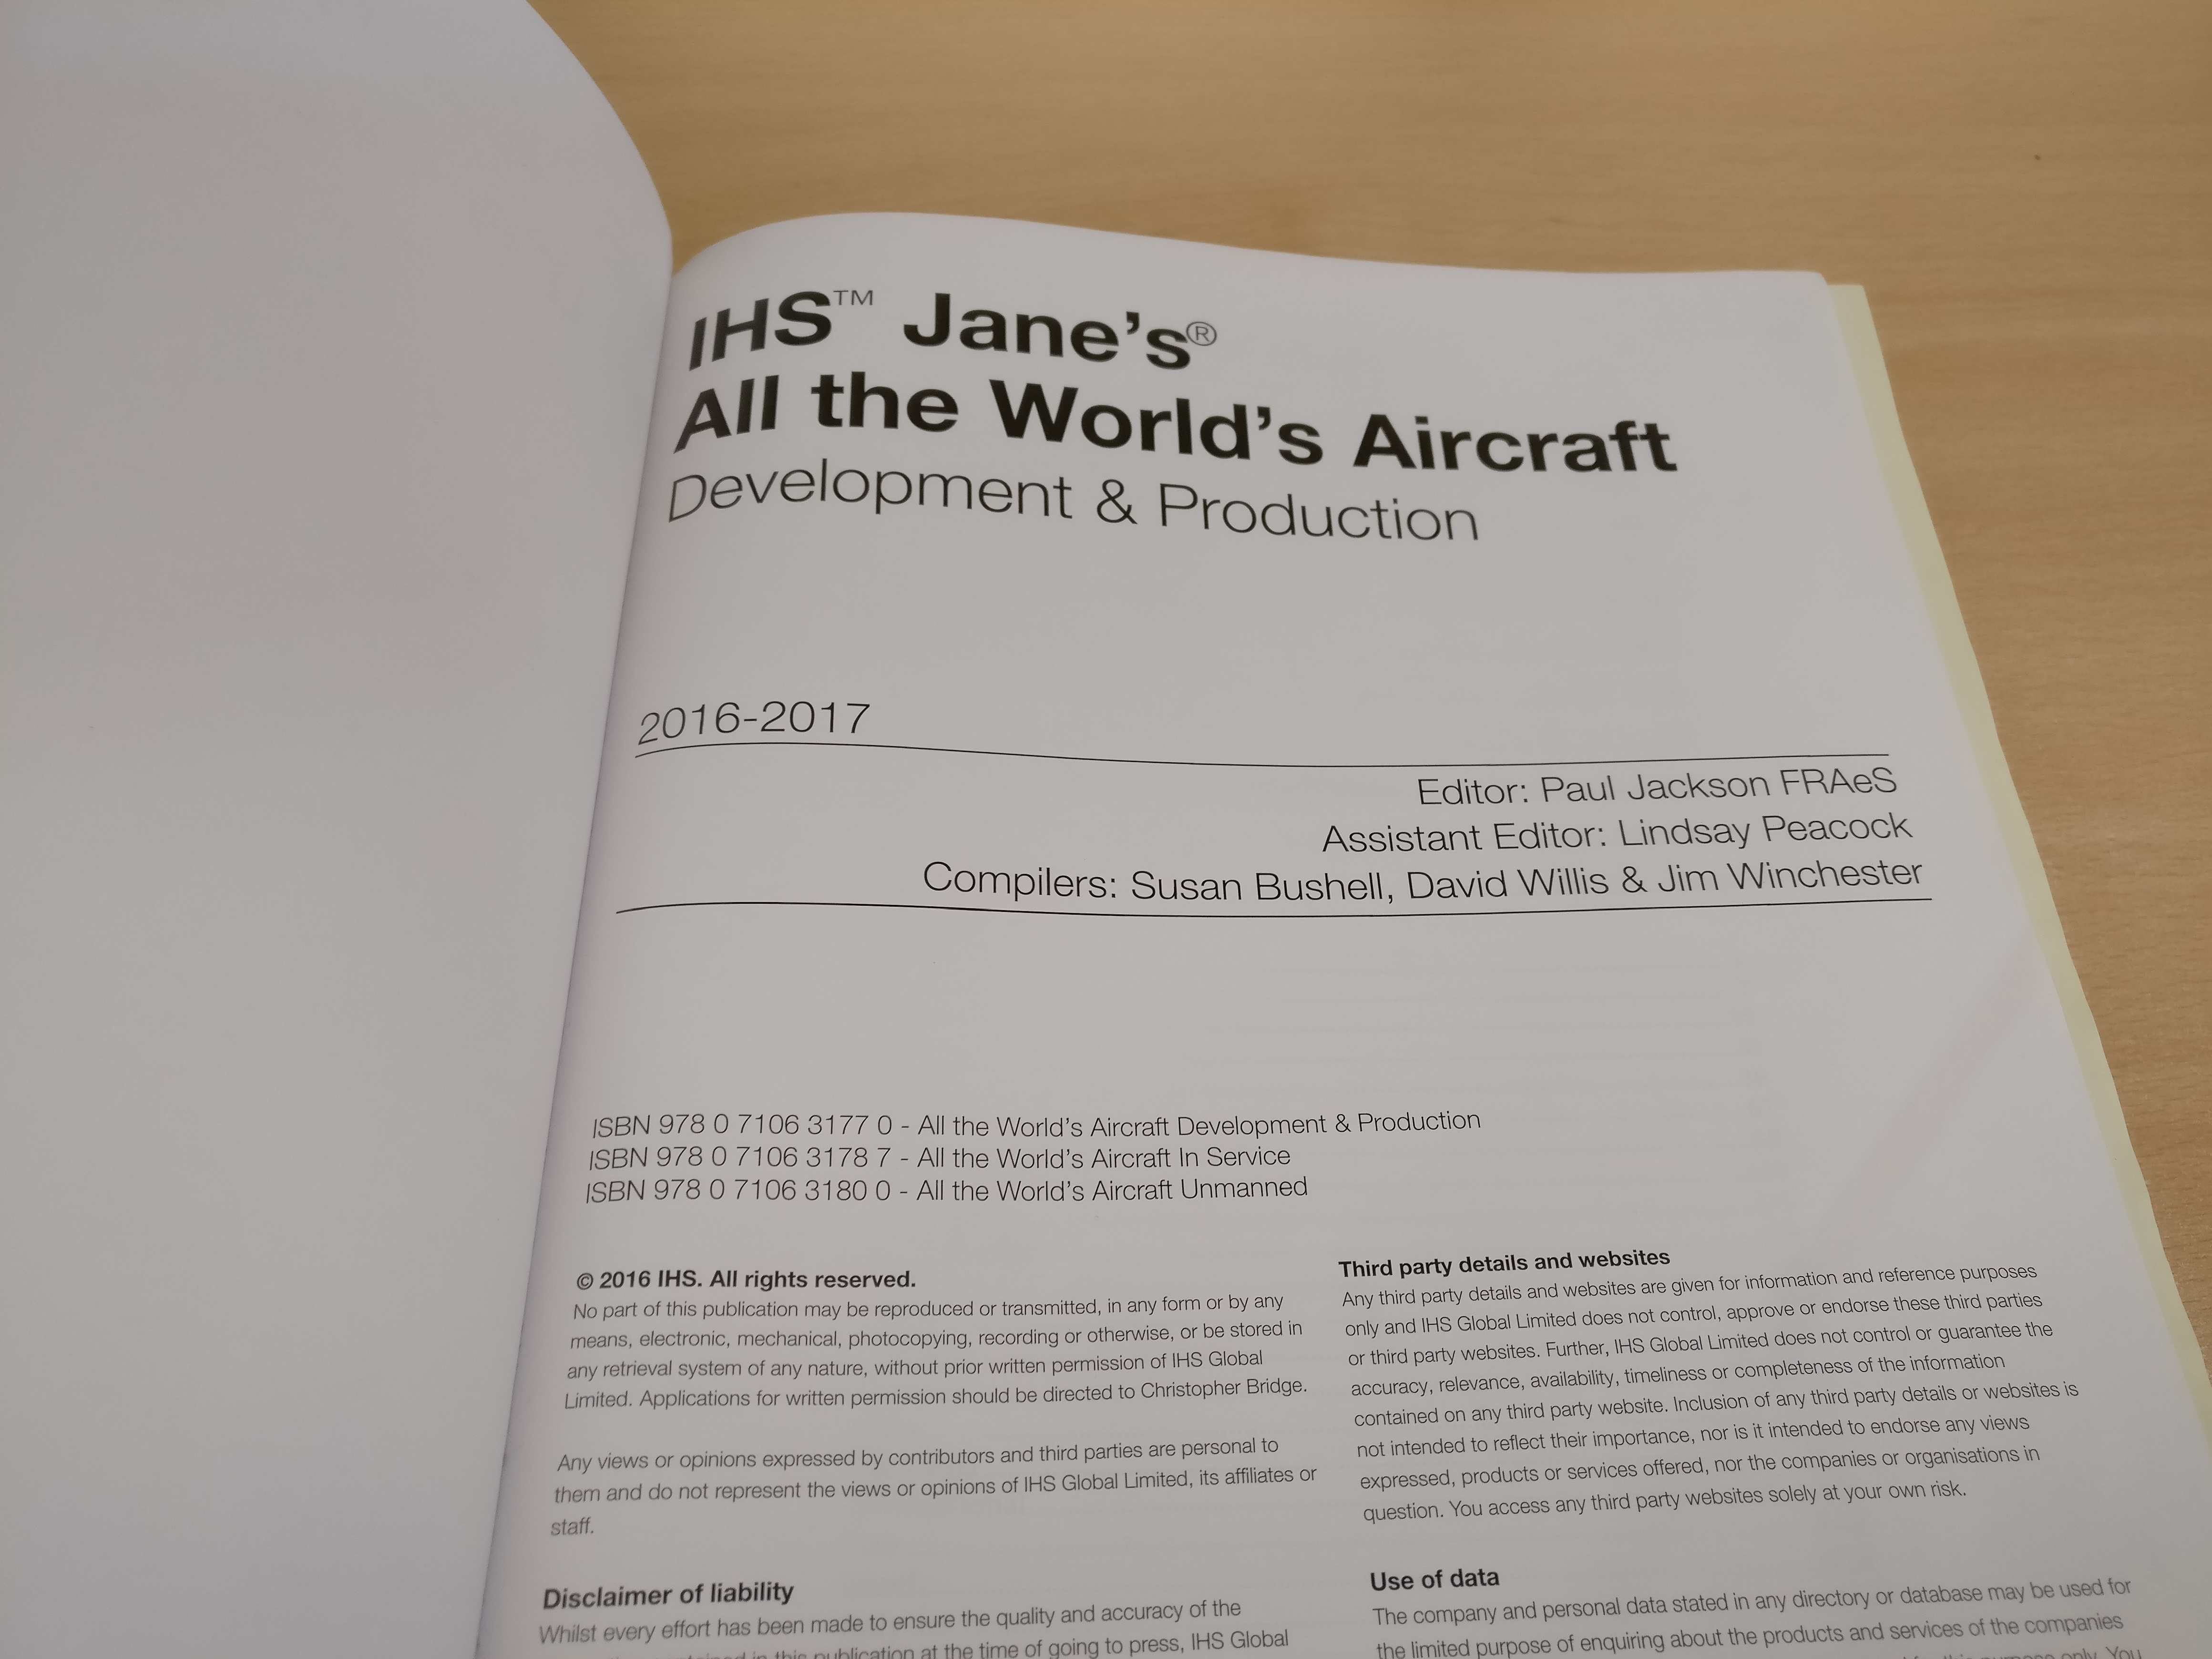 IHS™ Jane's®
All the World's Aircraft
Development & Production
2016-2017
Editor: Paul Jackson FRAeS
Assistant Editor: Lindsay Peacock
Compilers: Susan Bushell, David Willis & Jim Winchester
ISBN 978 0 7106 3177 0 - All the World's Aircraft Development & Production
ISBN 978 0 7106 3178 7 - All the World's Aircraft In Service
ISBN 978 0 7106 3180 0 - All the World's Aircraft Unmanned
© 2016 IHS. All rights reserved.
No part of this publication may be reproduced or transmitted, in any form or by any
means, electronic, mechanical, photocopying, recording or otherwise, or be stored in
any retrieval system of any nature, without prior written permission of IHS Global
Limited. Applications for written permission should be directed to Christopher Bridge.
Any views or opinions expressed by contributors and third parties are personal to
them and do not represent the views or opinions of IHS Global Limited, its affiliates or
staff.
Disclaimer of liability
Whilst every effort has been made to ensure the quality and accuracy of the
in this publication at the time of going to press, IHS Global
Third party details and websites
Any third party details and websites are given for information and reference purposes
only and IHS Global Limited does not control, approve or endorse these third parties
or third party websites. Further, IHS Global Limited does not control or guarantee the
accuracy, relevance, availability, timeliness or completeness of the information
contained on any third party website. Inclusion of any third party details or websites is
not intended to reflect their importance, nor is it intended to endorse any views
expressed, products or services offered, nor the companies or organisations in
question. You access any third party websites solely at your own risk.
Use of data
The company and personal data stated in any directory or database may be used for
the limited purpose of enquiring about the products and services of the companies
only. You